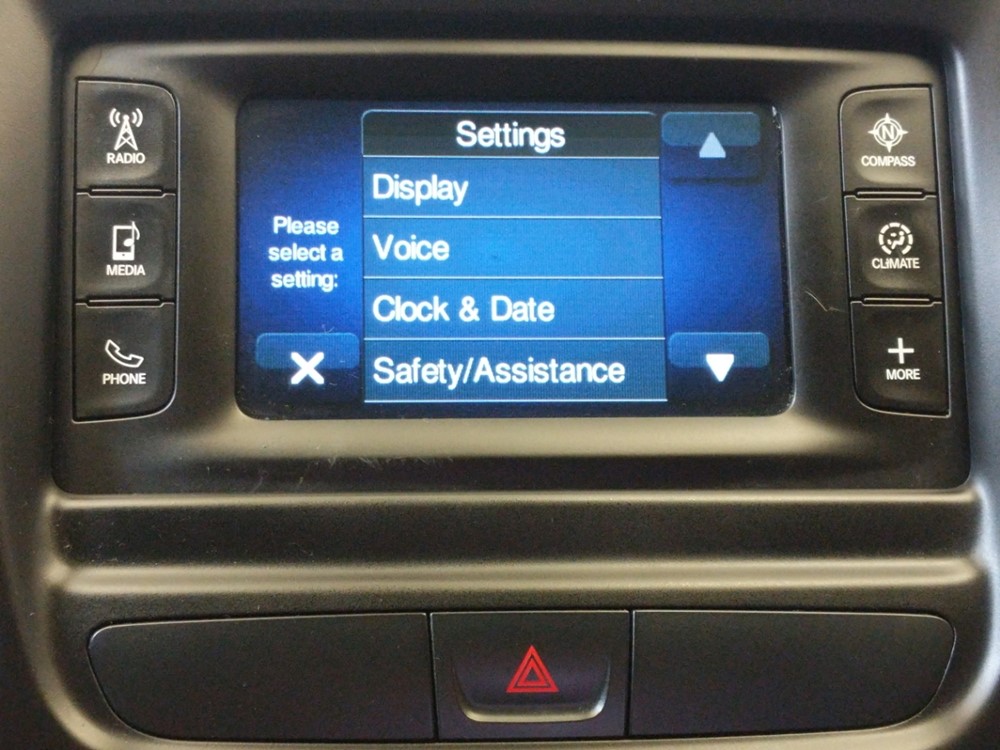 RADIO
MEDIA
PHONE
Settings
Display
Voice
Clock & Date
Safety/Assistance
Please
select a
setting:
N
COMPASS
CLIMATE
MORE